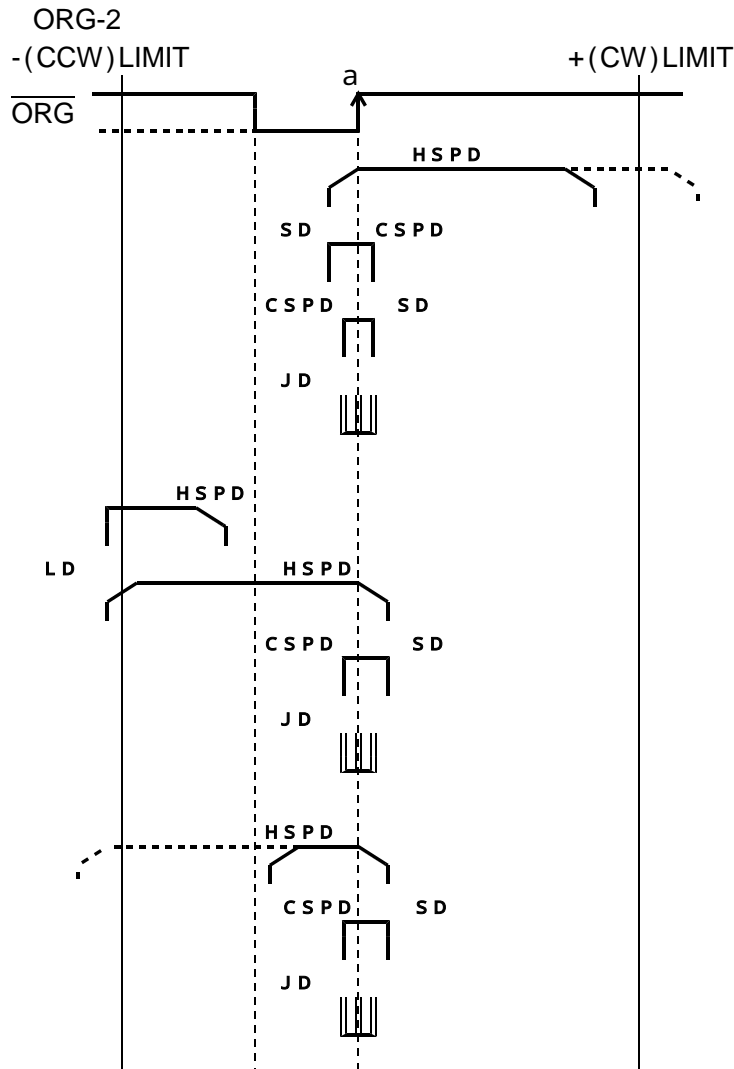 ORG-2
-(CCW)LIMIT +(CW)LIMIT
a
ORG
HSPD
SD CSPD
CSPD SD
JD
HSPD
LD HSPD
CSPD SD
JD
HSPD
CSPD SD
JD